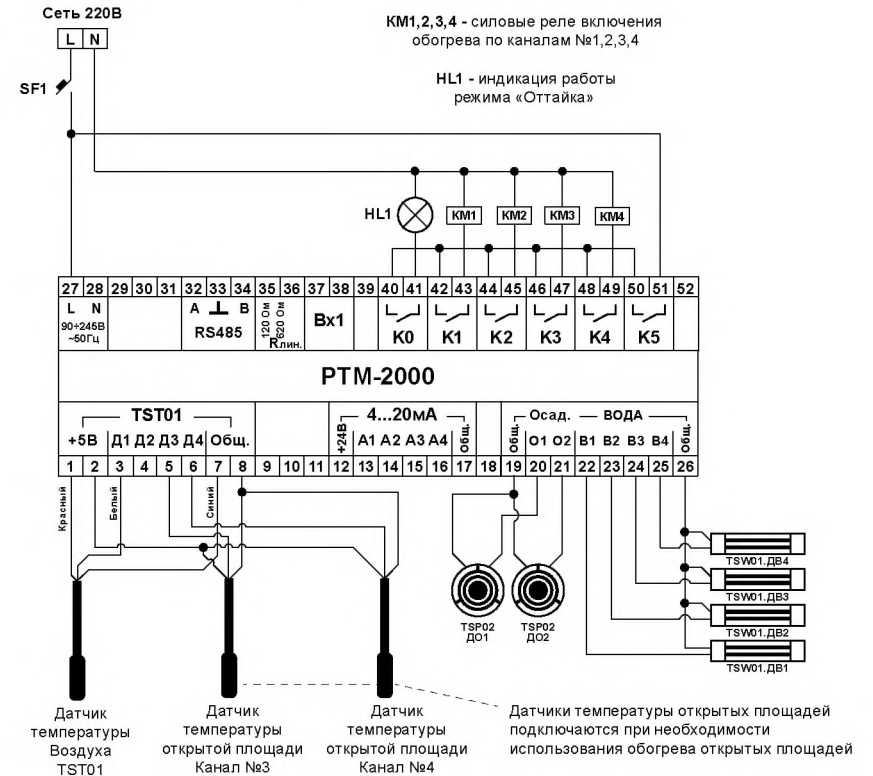 Сеть 220В
L N
SF1
КМ1,2,3,4 - силовые реле включения
обогрева по каналам №1,2,3,4
HL1 - индикация работы
режима «Оттайка»
HL1 КМ1 КМ2 КМ3 КМ4
27 28 29 30 31 32 33 34 35 36 37 38 39 40 41 42 43 44 45 46 47 48 49 50 51 52
L N
90÷245В
~50Гц
A B
RS485
120 Ом
620 Ом
Rлин.
Вх1
К0 К1 К2 К3 К4 К5
РТМ-2000
TST01
+5В Д1 Д2 Д3 Д4 Общ.
4...20мА
+24В А1 А2 А3 А4 Общ.
Осад. ВОДА
Общ. О1 О2 В1 В2 В3 В4 Общ.
1 2 3 4 5 6 7 8 9 10 11 12 13 14 15 16 17 18 19 20 21 22 23 24 25 26
Красный
Белый
Синий
TSW01.ДВ4
TSW01.ДВ3
TSW01.ДВ2
TSW01.ДВ1
TSP02
ДО1
TSP02
ДО2
Датчик
температуры
Воздуха
TST01
Датчик
температуры
открытой площади
Канал №3
Датчик
температуры
открытой площади
Канал №4
Датчики температуры открытых площадей
подключаются при необходимости
использования обогрева открытых площадей